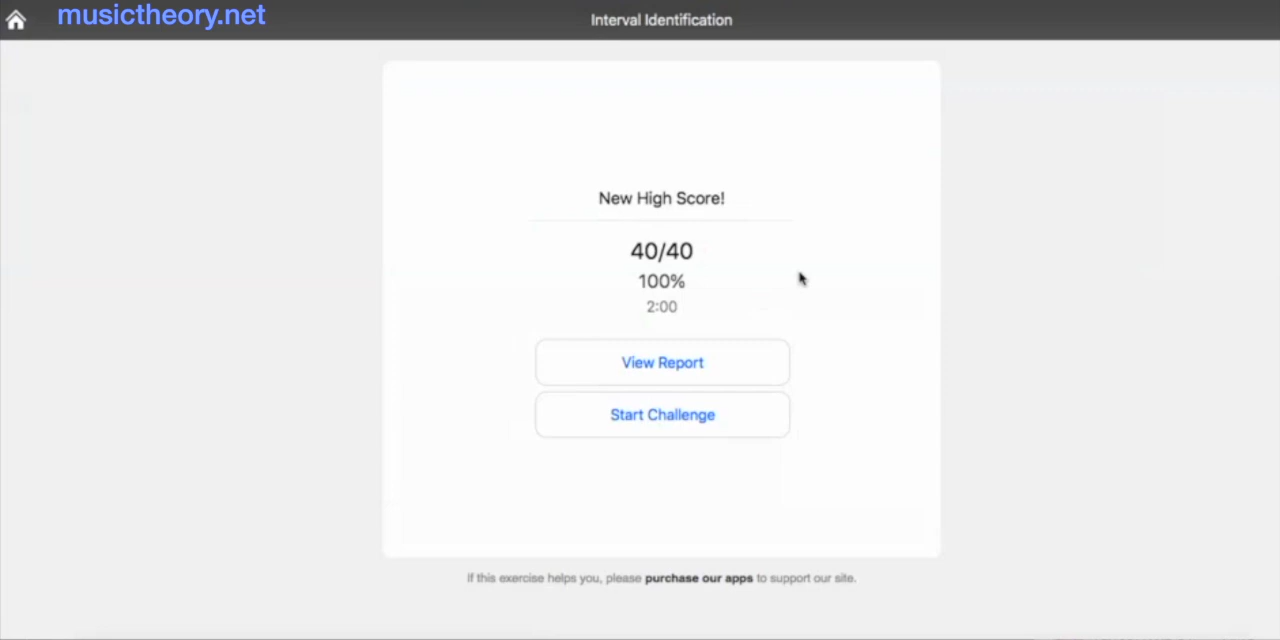 musictheory.net
Interval Identification
New High Score!
40/40
100%
2:00
View Report
Start Challenge
If this exercise helps you, please purchase our apps to support our site.